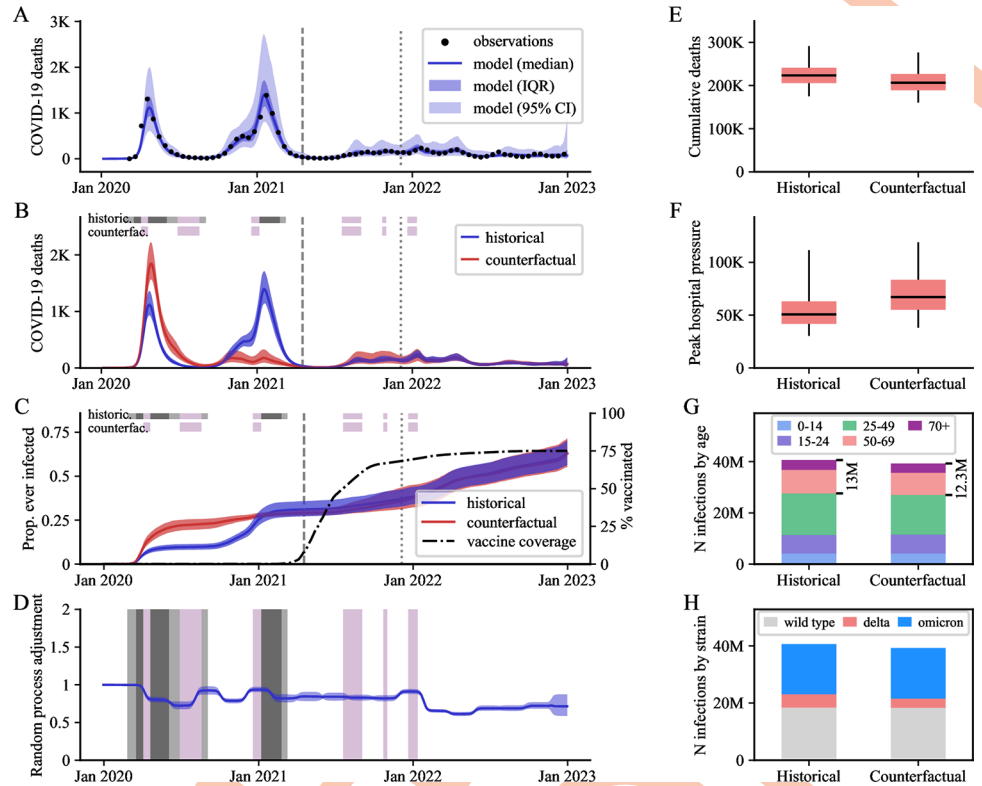 A
COVID-19 deaths
3K
2K
1K
0
observations
model (median)
model (IQR)
model (95% CI)
Jan 2020
Jan 2021
Jan 2022
Jan 2023
B
COVID-19 deaths
2K
1K
0
historic.
counterfac.
historical
counterfactual
Jan 2020
Jan 2021
Jan 2022
Jan 2023
C
Prop. ever infected
0.75
0.5
0.25
0
historic.
counterfac.
historical
counterfactual
vaccine coverage
100
75
50
25
0
% vaccinated
Jan 2020
Jan 2021
Jan 2022
Jan 2023
D
Random process adjustment
2
1.5
1
0.5
0
Jan 2020
Jan 2021
Jan 2022
Jan 2023
E
Cumulative deaths
300K
200K
100K
0
Historical
Counterfactual
F
Peak hospital pressure
100K
50K
0
Historical
Counterfactual
G
N infections by age
40M
20M
0
0-14
25-49
70+
15-24
50-69
13M
12.3M
Historical
Counterfactual
H
N infections by strain
40M
20M
0
wild type
delta
omicron
Historical
Counterfactual